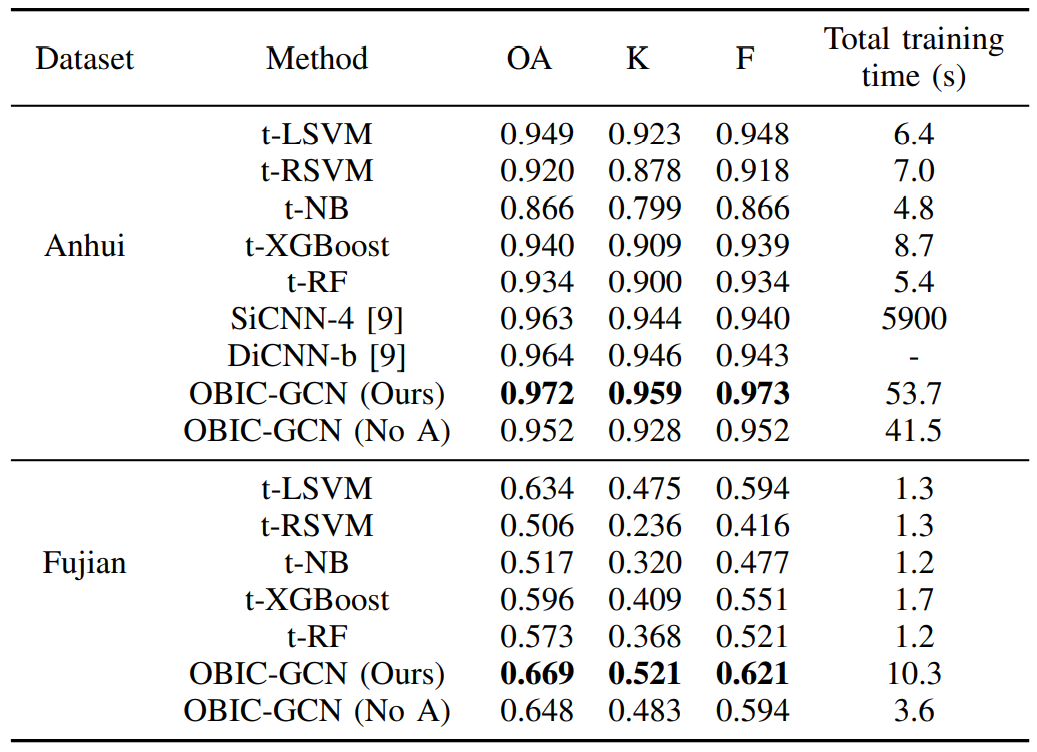 Dataset Method OA K F Total training time (s)
t-LSVM 0.949 0.923 0.948 6.4
t-RSVM 0.920 0.878 0.918 7.0
t-NB 0.866 0.799 0.866 4.8
Anhui t-XGBoost 0.940 0.909 0.939 8.7
t-RF 0.934 0.900 0.934 5.4
SiCNN-4 [9] 0.963 0.944 0.940 5900
DiCNN-b [9] 0.964 0.946 0.943 -
OBIC-GCN (Ours) 0.972 0.959 0.973 53.7
OBIC-GCN (No A) 0.952 0.928 0.952 41.5
t-LSVM 0.634 0.475 0.594 1.3
t-RSVM 0.506 0.236 0.416 1.3
Fujian t-NB 0.517 0.320 0.477 1.2
t-XGBoost 0.596 0.409 0.551 1.7
t-RF 0.573 0.368 0.521 1.2
OBIC-GCN (Ours) 0.669 0.521 0.621 10.3
OBIC-GCN (No A) 0.648 0.483 0.594 3.6